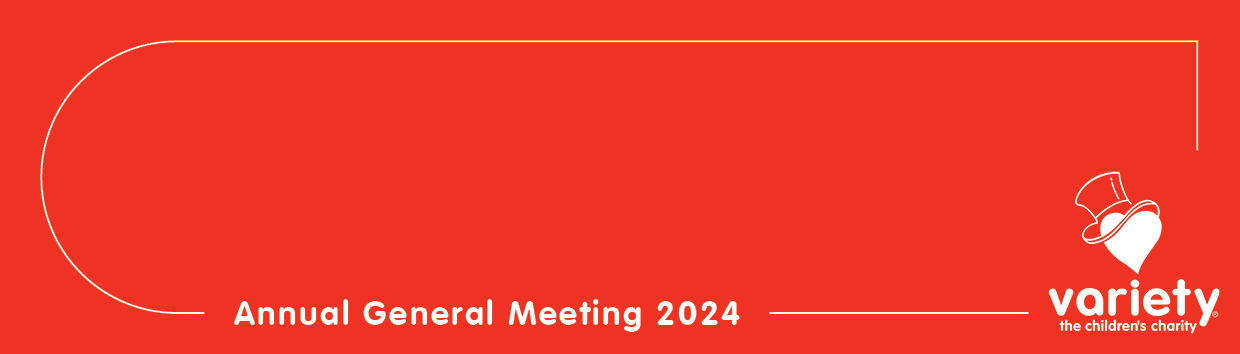 Annual General Meeting 2024
variety®
the children's charity